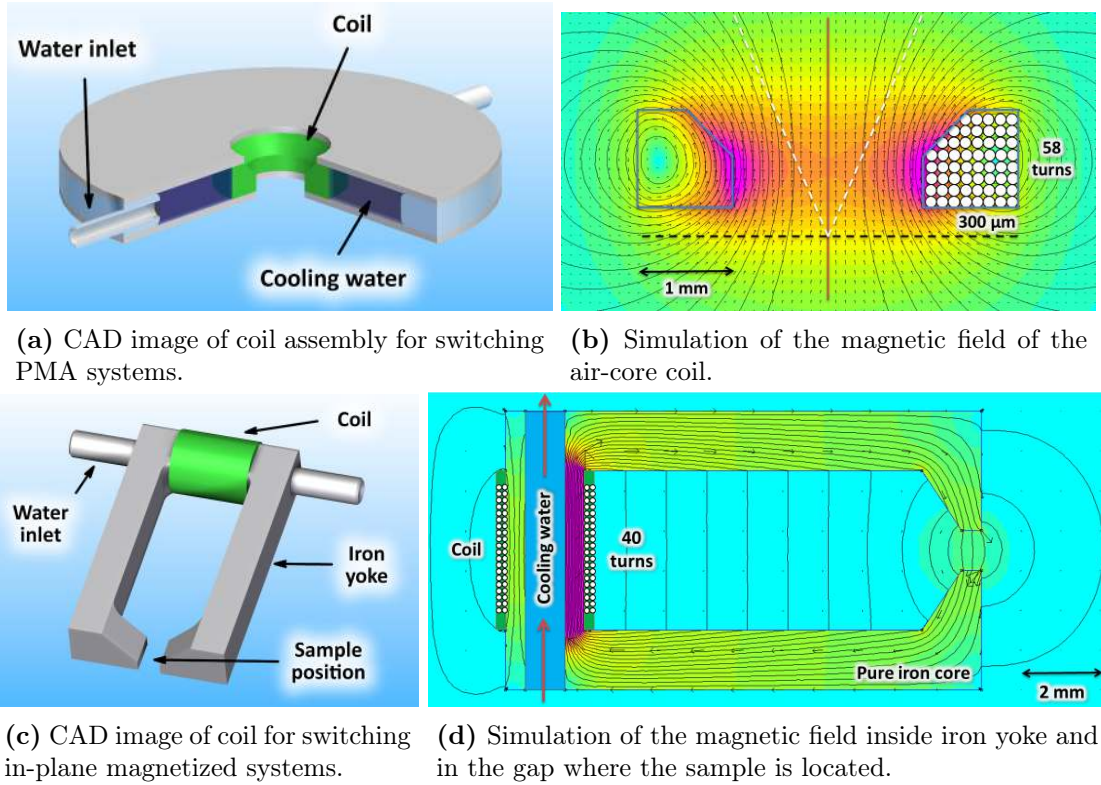 Coil
Water inlet
Cooling water
58
turns
300 µm
1 mm
(a) CAD image of coil assembly for switching
PMA systems.
(b) Simulation of the magnetic field of the
air-core coil.
Coil
Water
inlet
Iron
yoke
Sample
position
Coil
Cooling water
40
turns
Pure iron core
2 mm
(c) CAD image of coil for switching
in-plane magnetized systems.
(d) Simulation of the magnetic field inside iron yoke and
in the gap where the sample is located.